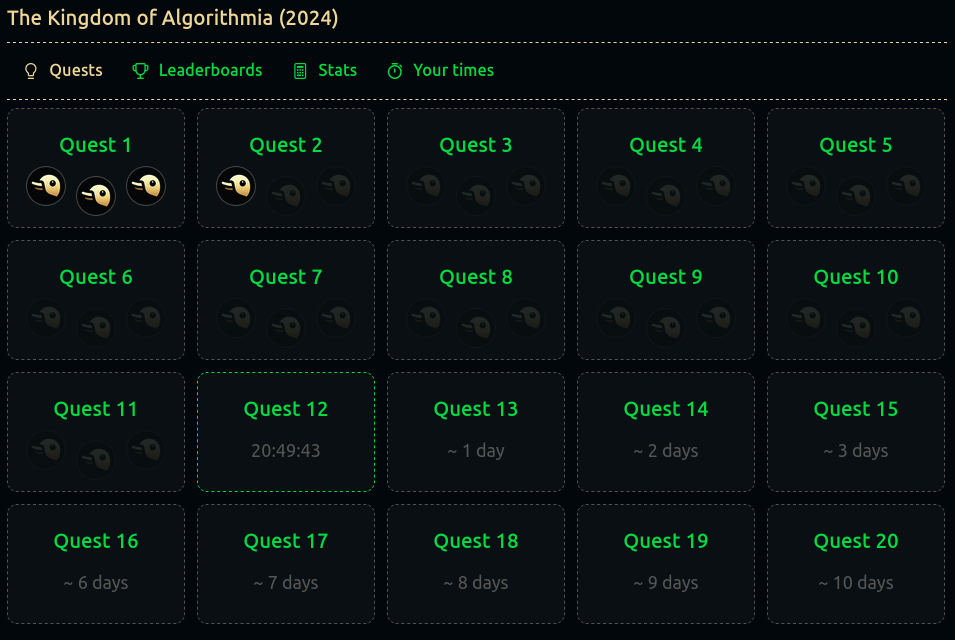 The Kingdom of Algorithmia (2024)
Quests Leaderboards Stats Your times
Quest 1 Quest 2 Quest 3 Quest 4 Quest 5
Quest 6 Quest 7 Quest 8 Quest 9 Quest 10
Quest 11 Quest 12 Quest 13 Quest 14 Quest 15
20:49:43 ~ 1 day ~ 2 days ~ 3 days
Quest 16 Quest 17 Quest 18 Quest 19 Quest 20
~ 6 days ~ 7 days ~ 8 days ~ 9 days ~ 10 days